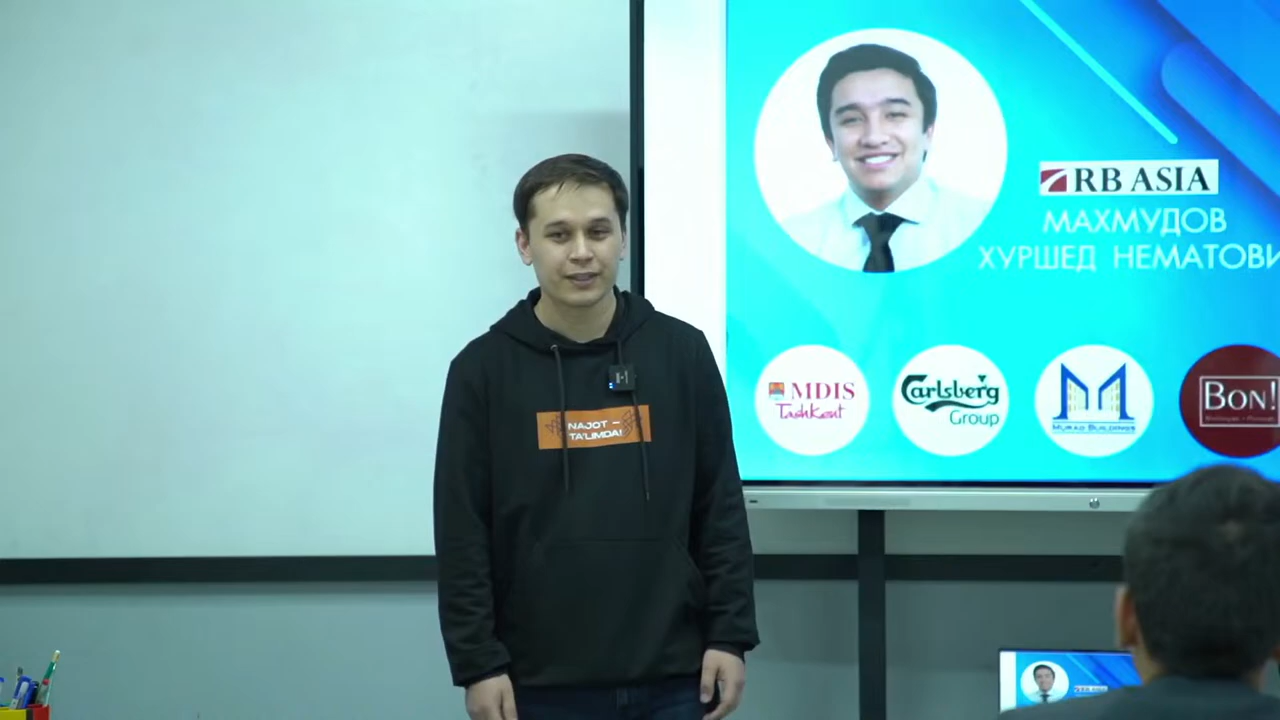 RB ASIA
МАХМУДОВ
ХУРШЕД НЕМАТОВИ
MDIS
Tashkent
Carlsberg
Group
MURAD BUILDINGS
BON!
NAJOT –
TA'LIMDA!